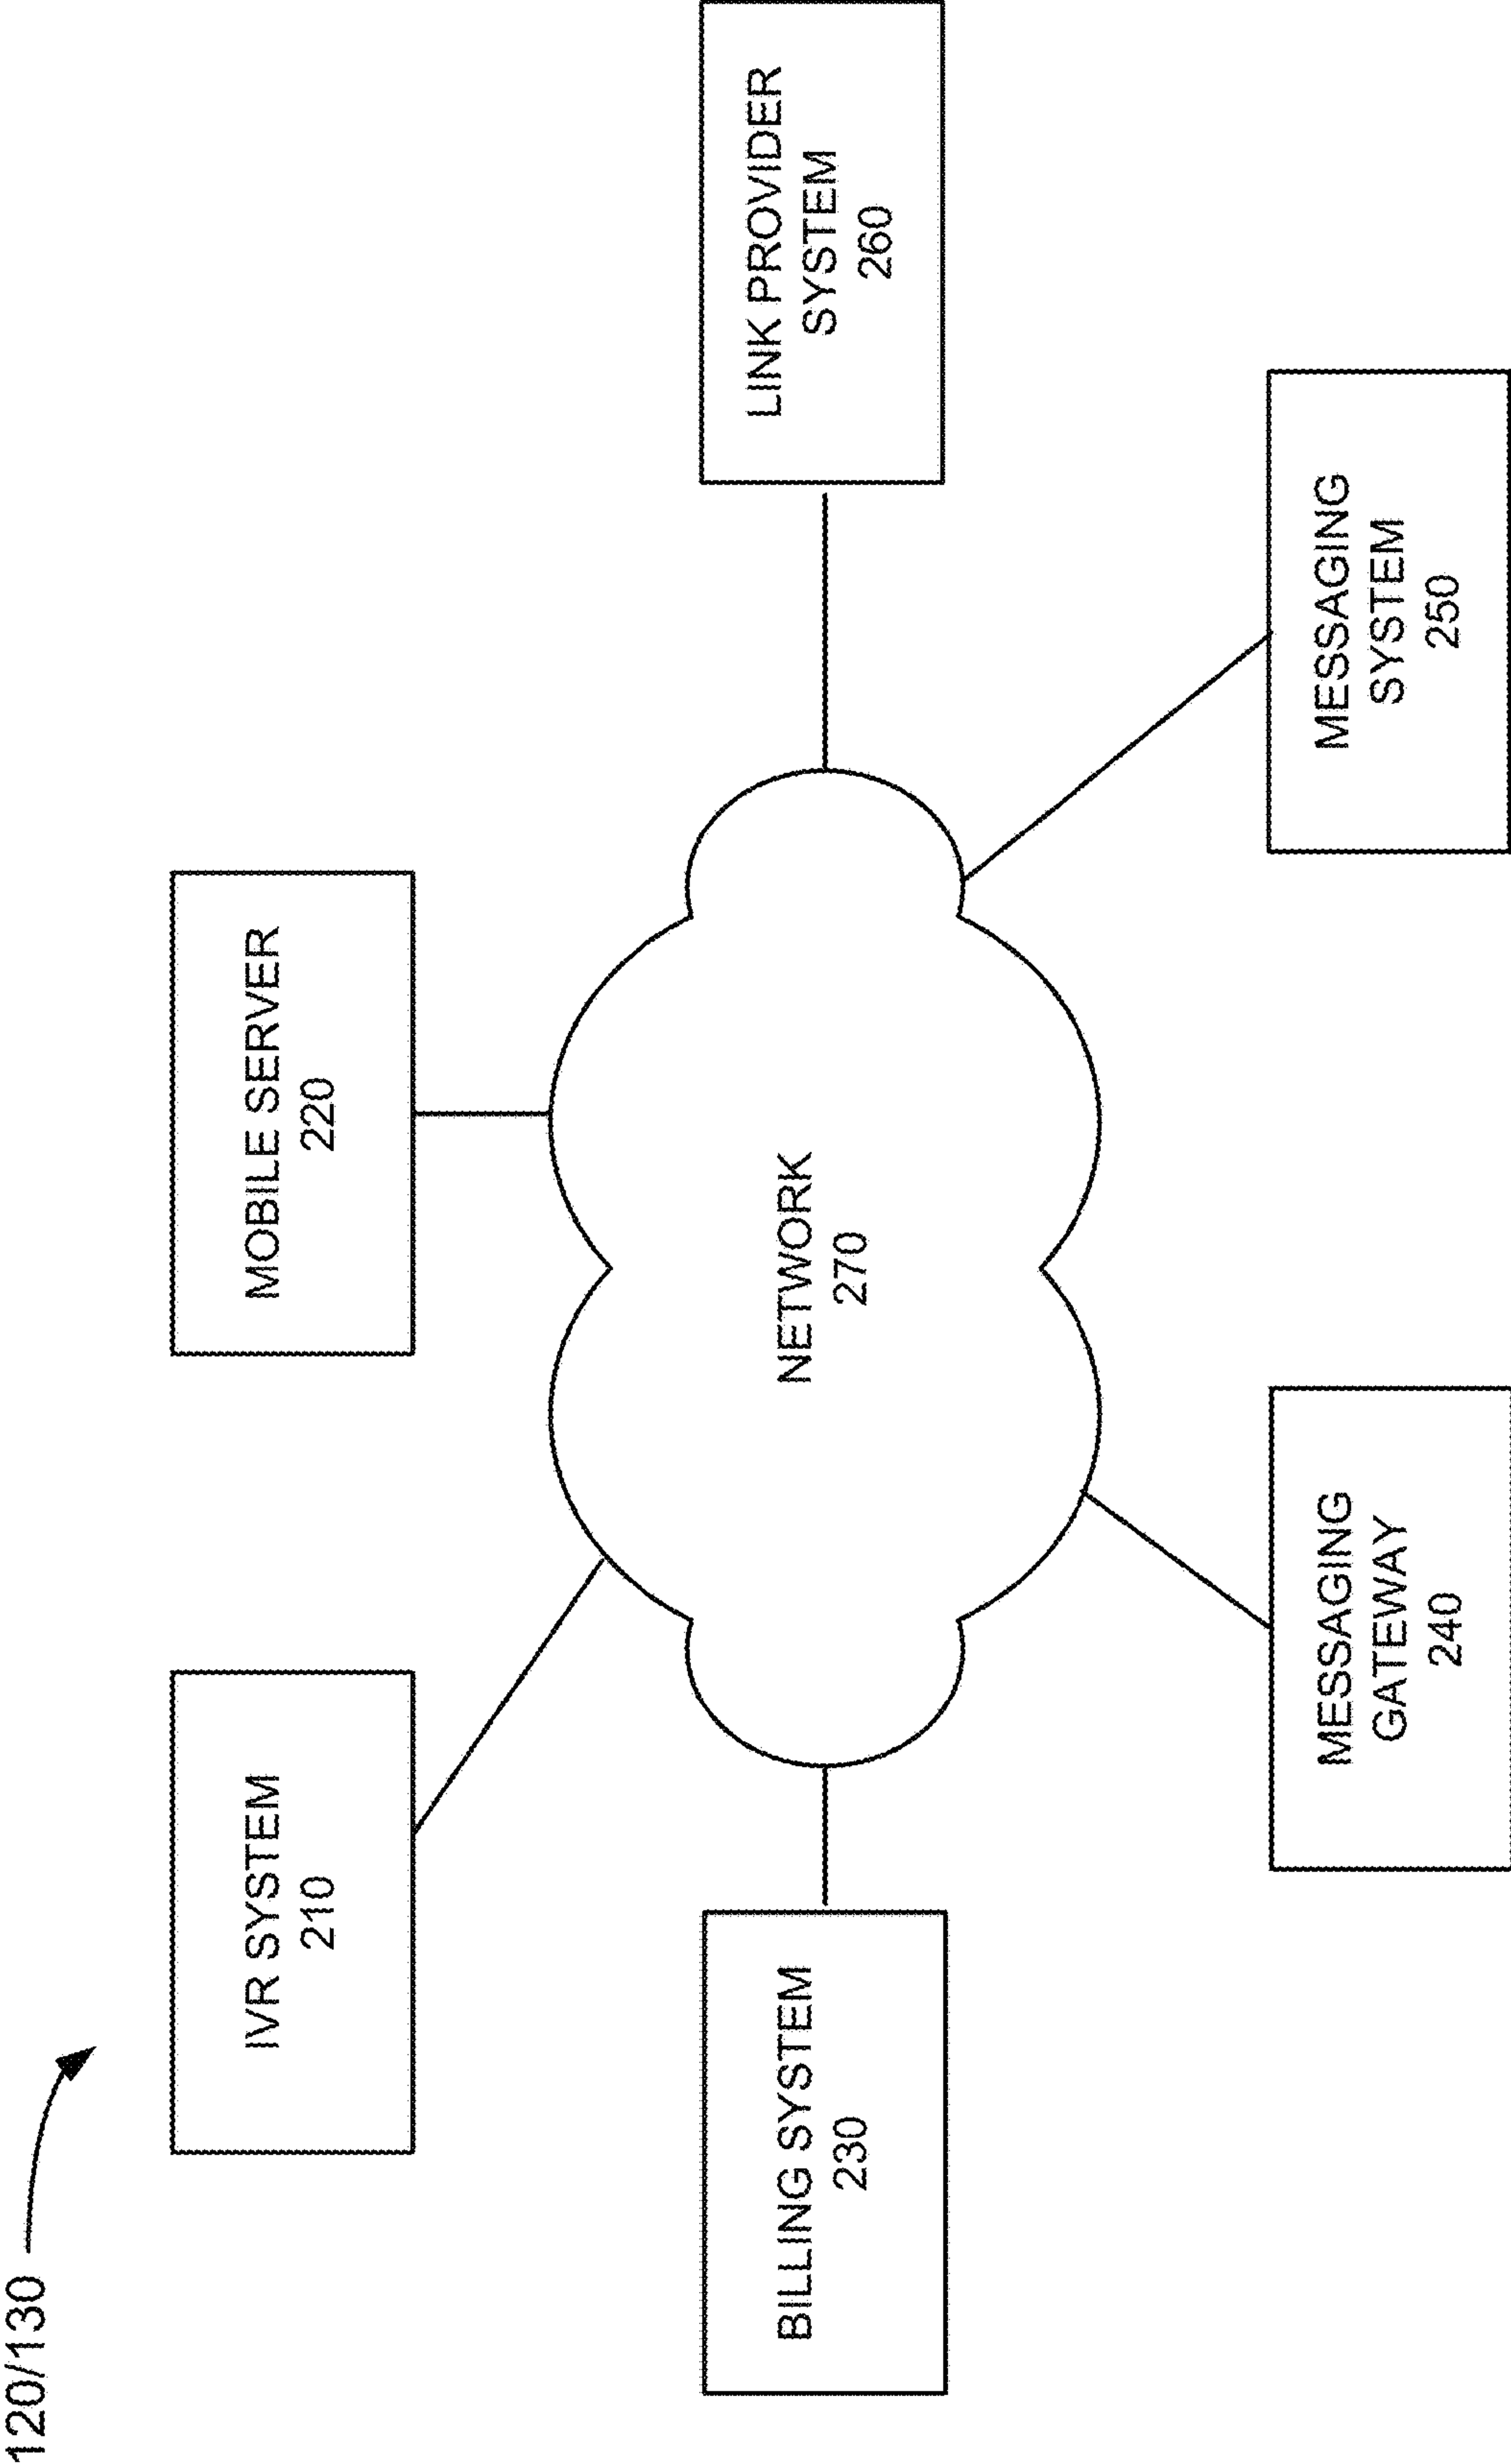 120/130
IVR SYSTEM
210
MOBILE SERVER
220
BILLING SYSTEM
230
NETWORK
270
LINK PROVIDER
SYSTEM
260
MESSAGING
GATEWAY
240
MESSAGING
SYSTEM
250